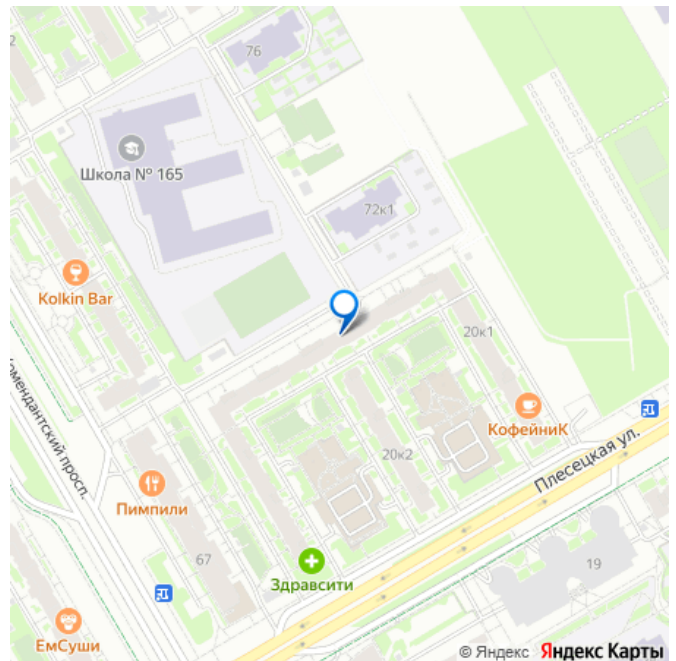 2
76
Школа № 165
72к1
Kolkin Bar
20к1
КофейниК
омендантский просп.
Плесецкая ул.
20к2
Пимпили
67
Здравсити
19
ЕмСуши
© Яндекс Яндекс Карты